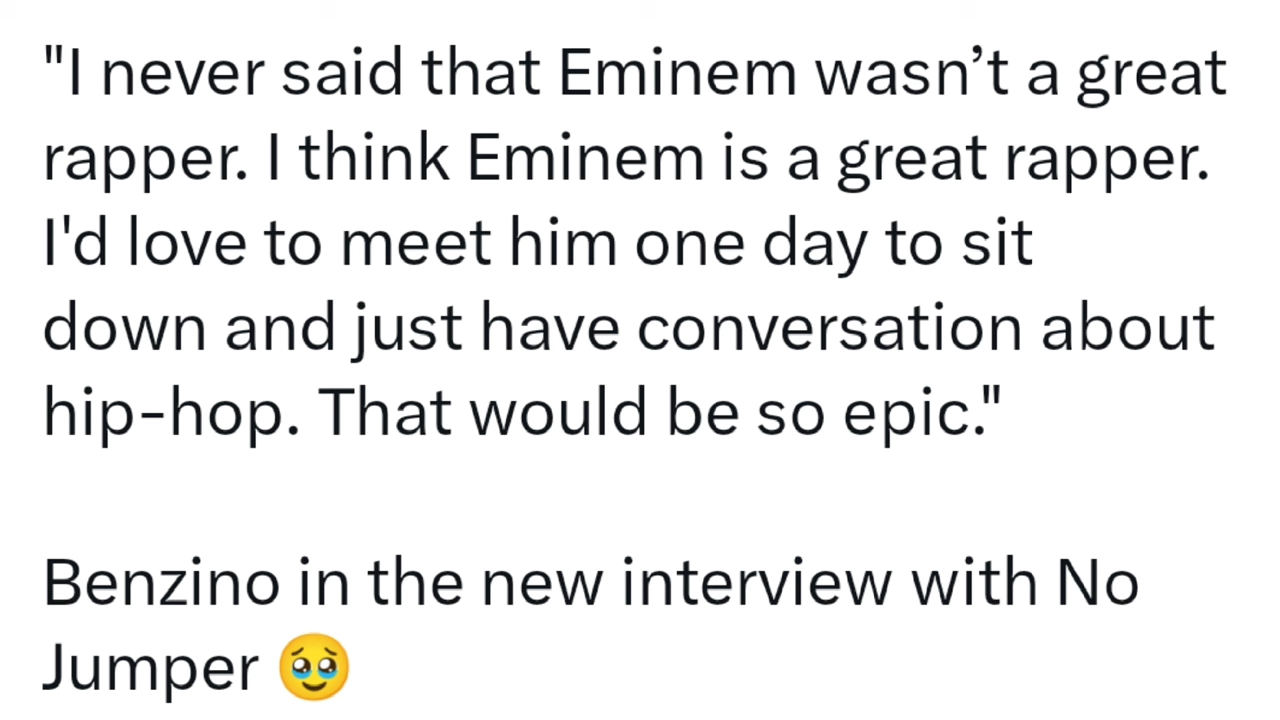 "I never said that Eminem wasn’t a great
rapper. I think Eminem is a great rapper.
I'd love to meet him one day to sit
down and just have conversation about
hip-hop. That would be so epic."
Benzino in the new interview with No
Jumper 🥹